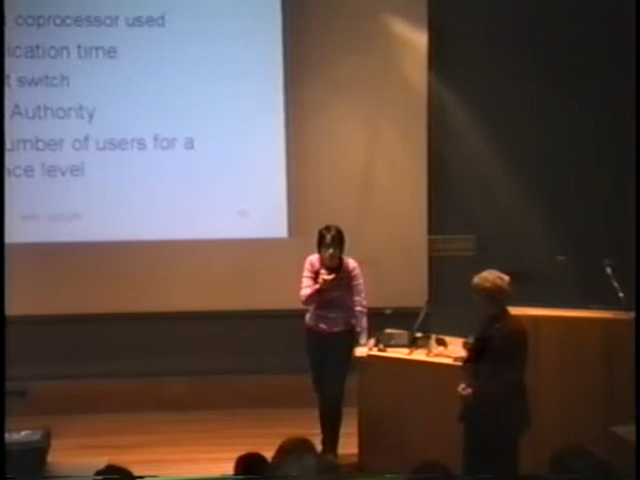 coprocessor used
ication time
t switch
Authority
umber of users for a
nce level